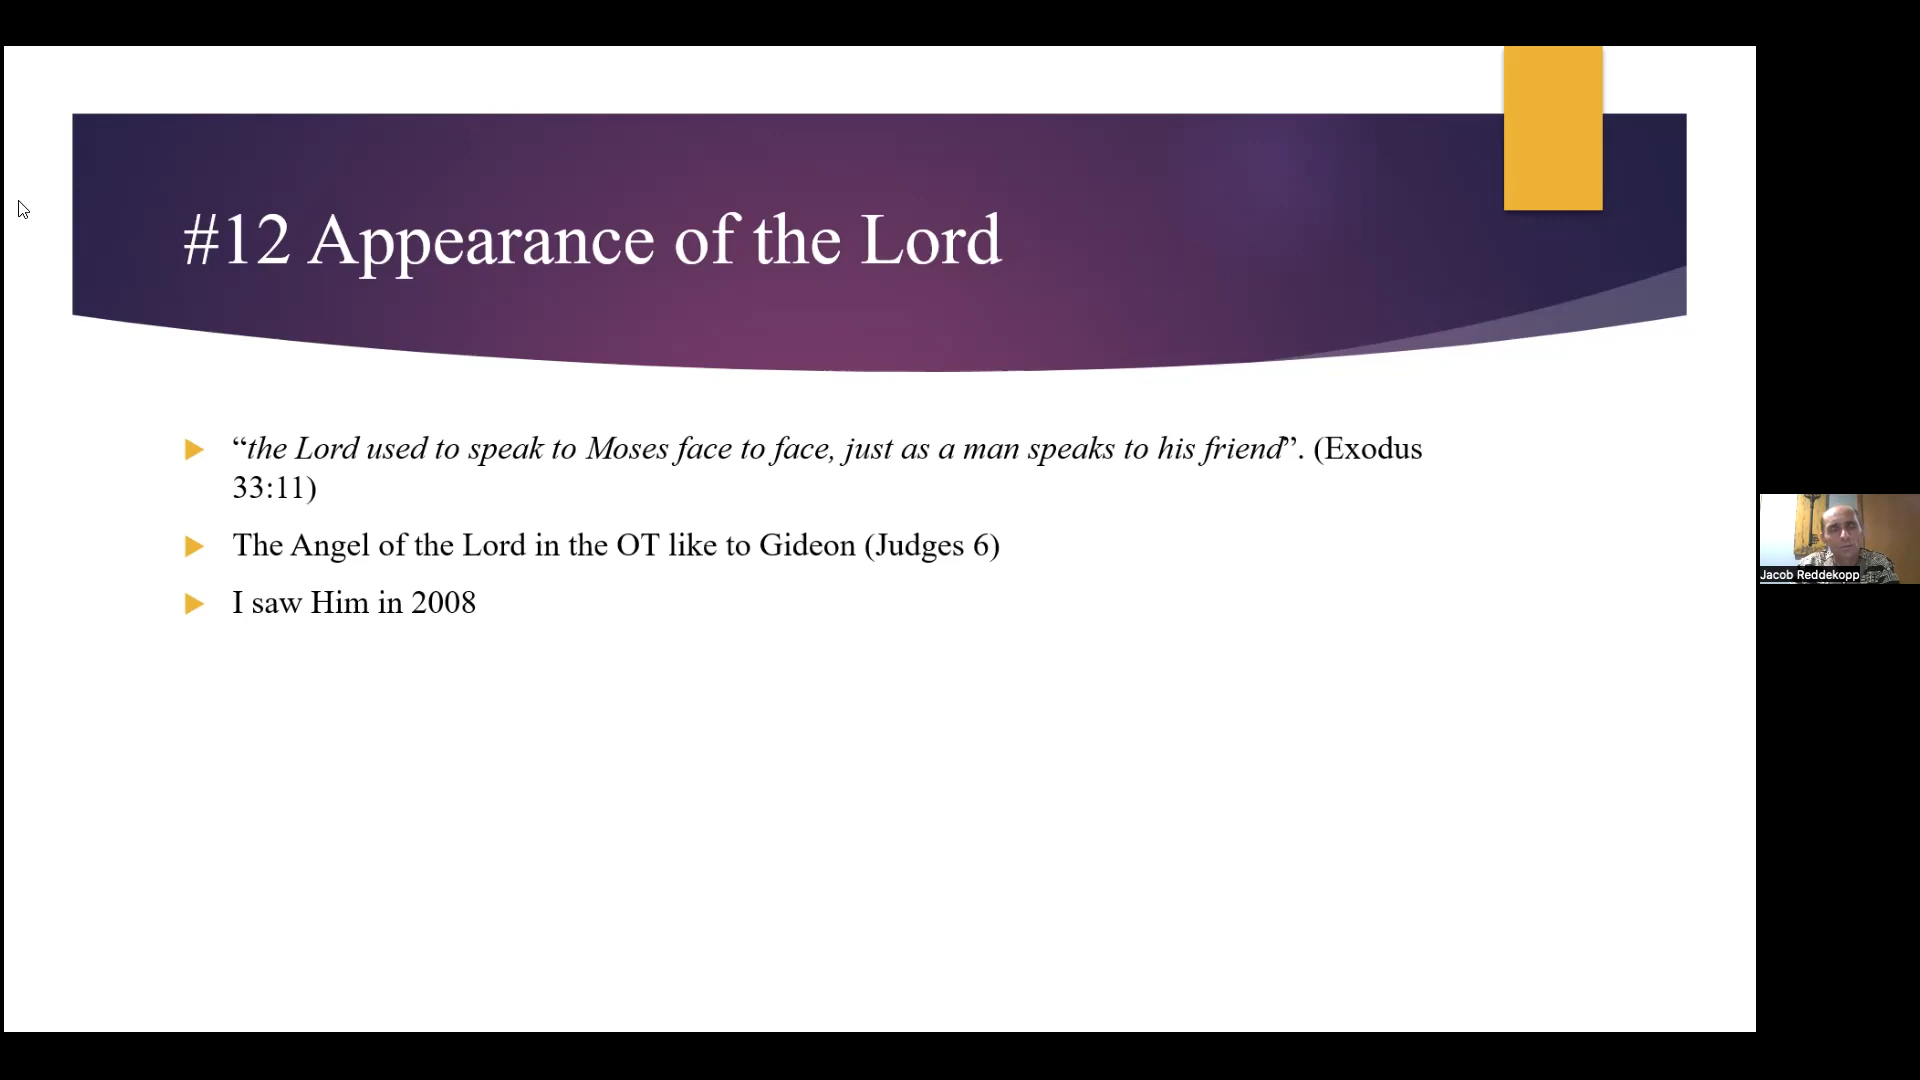 #12 Appearance of the Lord
“the Lord used to speak to Moses face to face, just as a man speaks to his friend”. (Exodus
33:11)
The Angel of the Lord in the OT like to Gideon (Judges 6)
I saw Him in 2008
Jacob Reddekopp